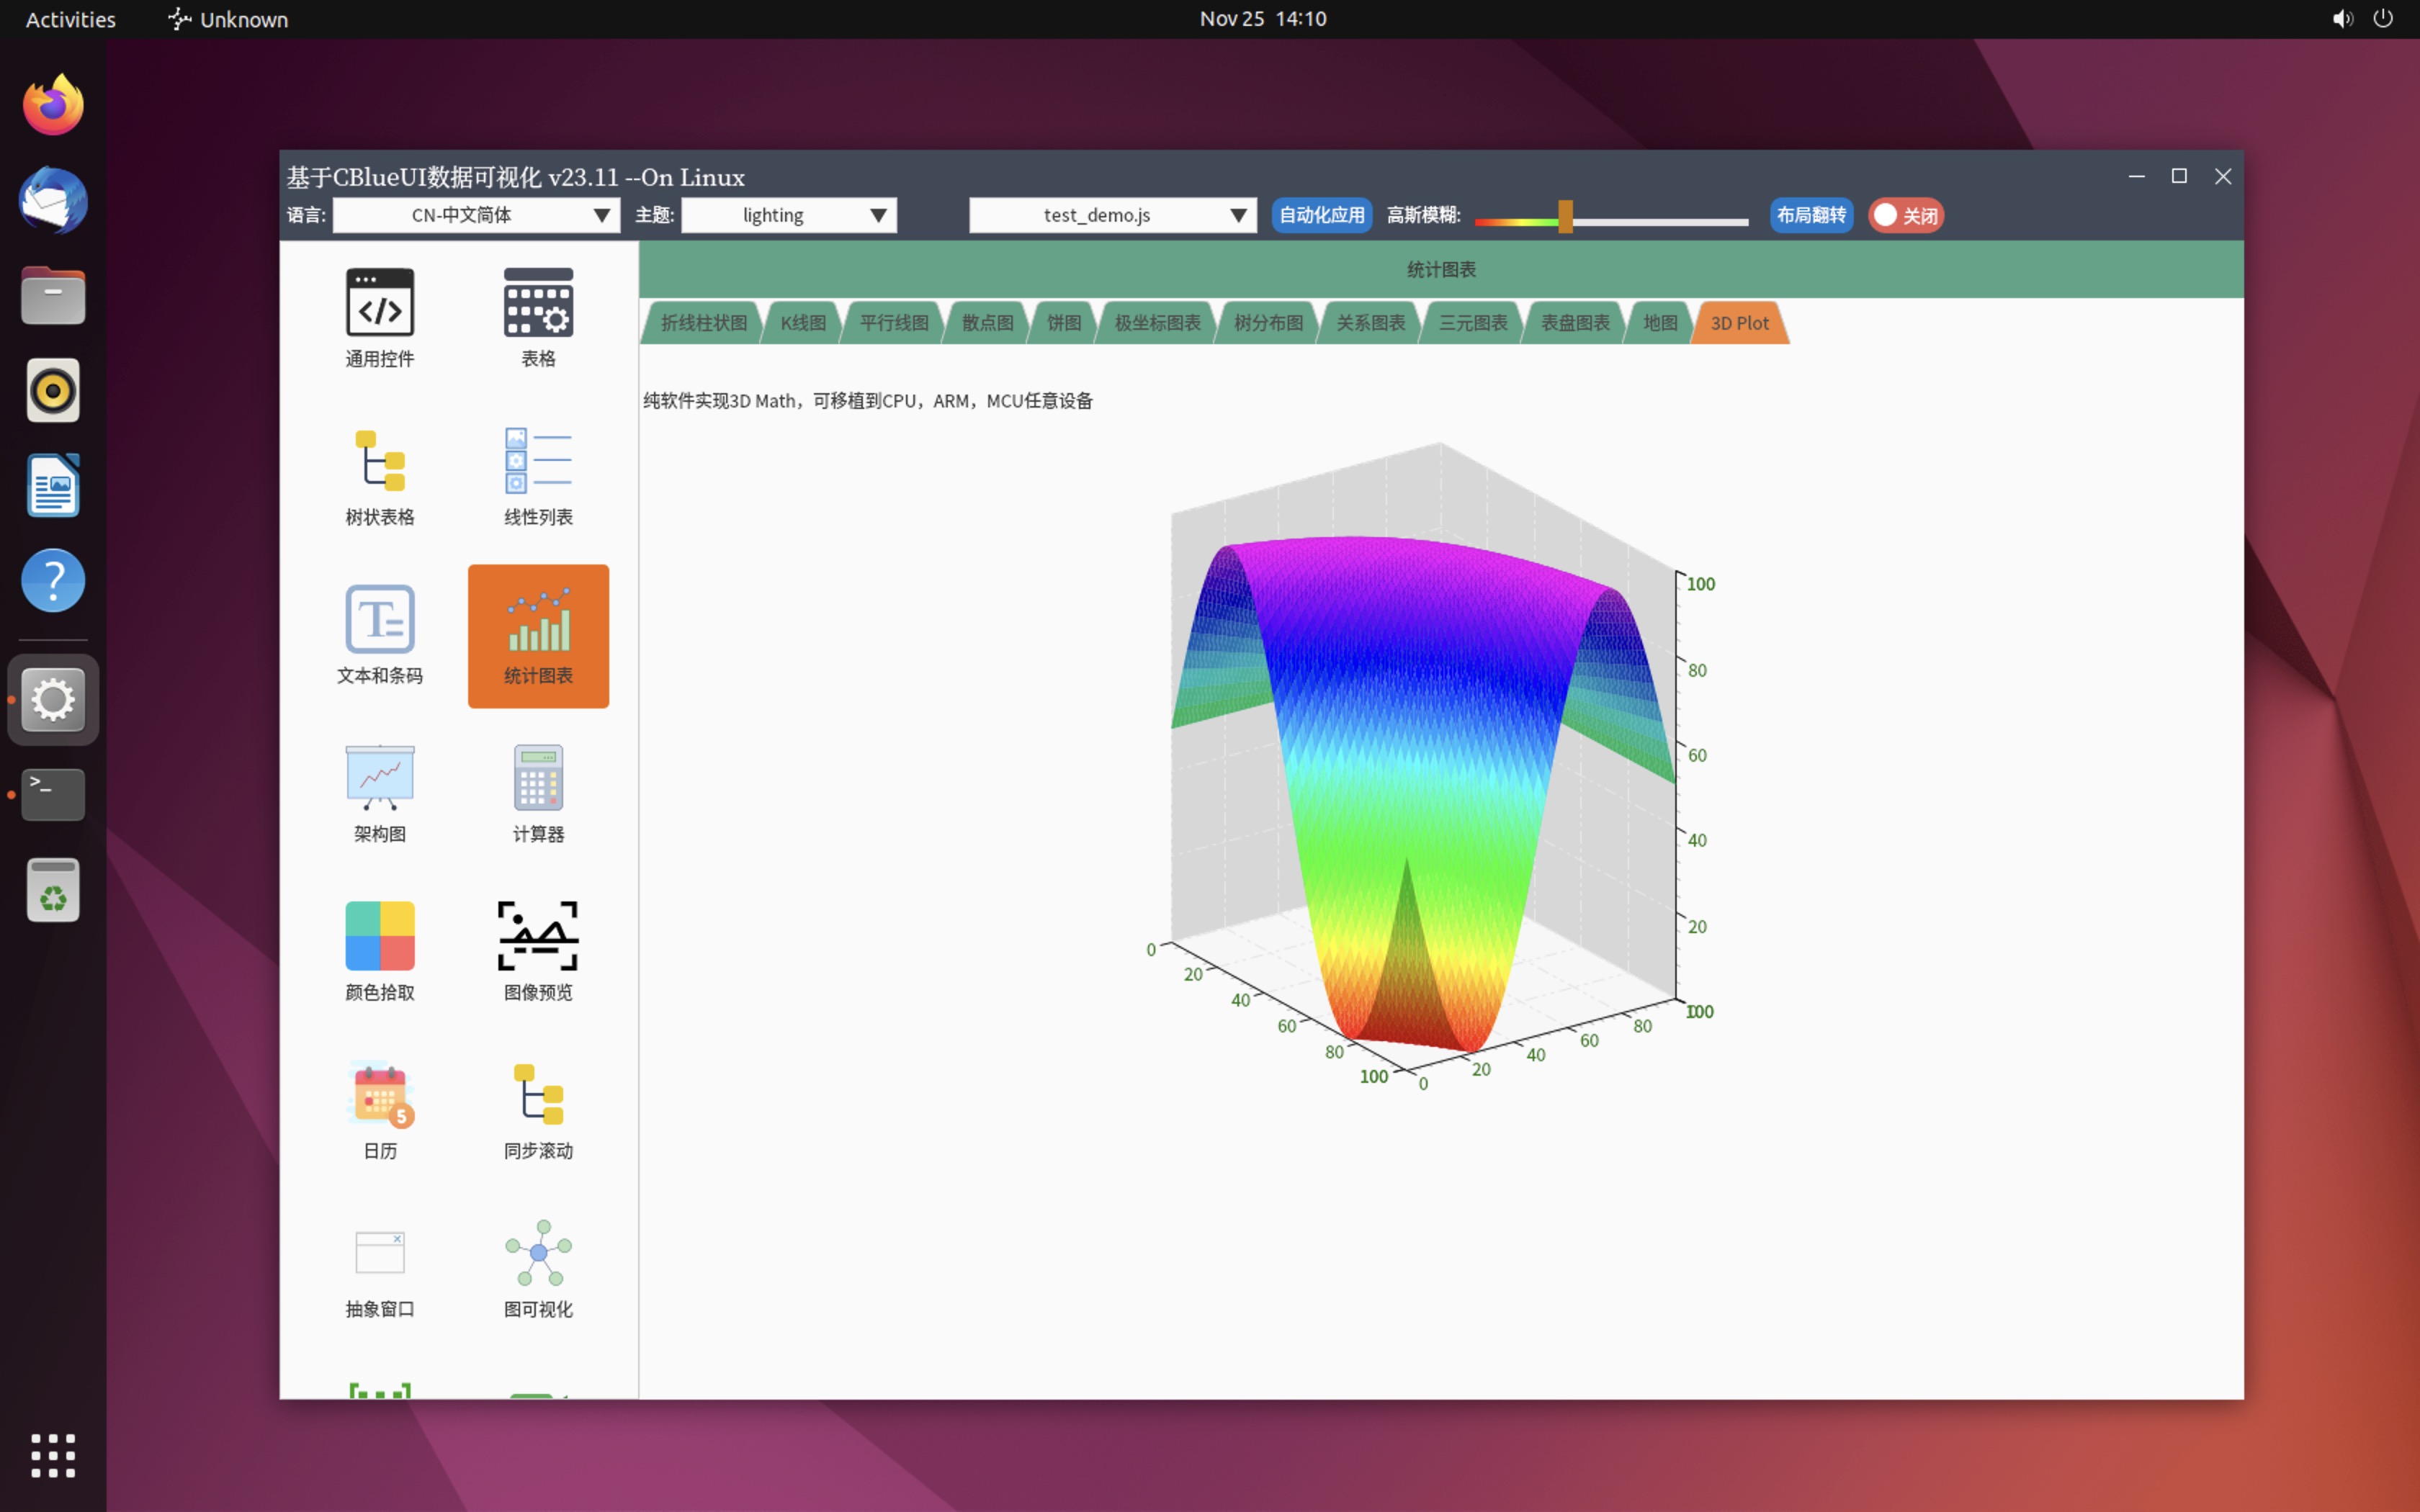 Activities Unknown Nov 25 14:10
基于CBlueUI数据可视化 v23.11 --On Linux
语言: CN-中文简体 主题: lighting test_demo.js 自动化应用 高斯模糊: 布局翻转 关闭
统计图表
折线柱状图 K线图 平行线图 散点图 饼图 极坐标图表 树分布图 关系图表 三元图表 表盘图表 地图 3D Plot
纯软件实现3D Math，可移植到CPU，ARM，MCU任意设备
通用控件 表格
树状表格 线性列表
文本和条码 统计图表
架构图 计算器
颜色拾取 图像预览
5
日历 同步滚动
抽象窗口 图可视化
100
80
60
40
20
0
20
40
60
80
100
0
20
40
60
80
100